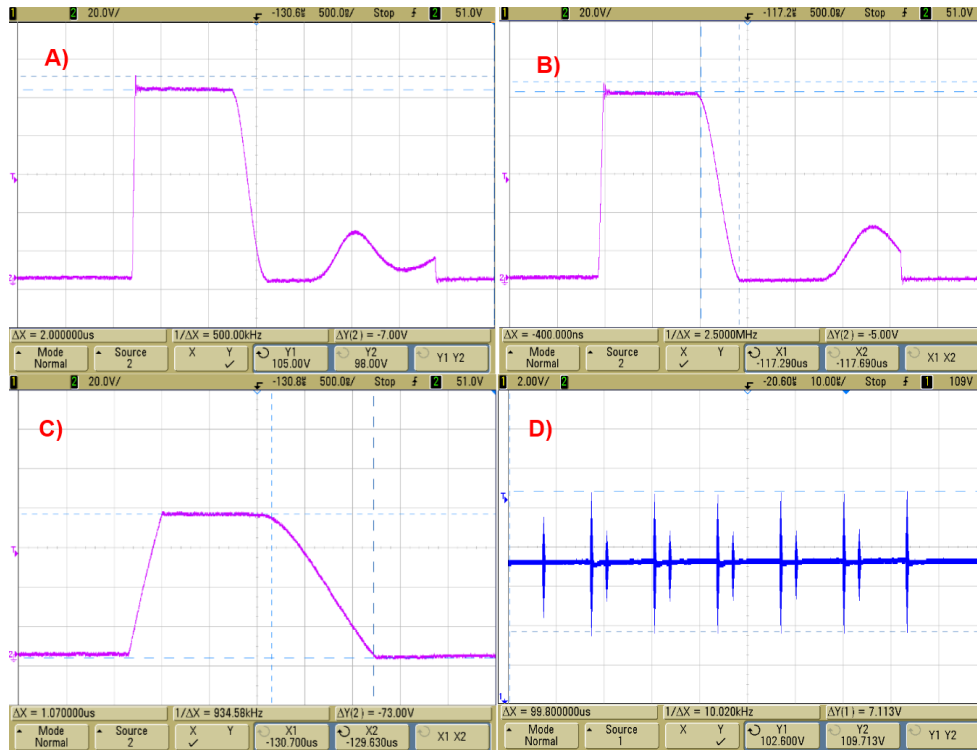 1 2 20.0V/ -130.6% 500.0%/ Stop 2 51.0V
A)
T
2
ΔX = 2.000000us 1/ΔX = 500.00kHz ΔY(2) = -7.00V
Mode Source X Y Y1 Y2 Y1 Y2
Normal 2 105.00V 98.00V
1 2 20.0V/ -117.2% 500.0%/ Stop 2 51.0V
B)
T
2
ΔX = -400.000ns 1/ΔX = 2.5000MHz ΔY(2) = -5.00V
Mode Source X Y X1 X2 X1 X2
Normal 2 -117.290us -117.690us
1 2 20.0V/ -130.8% 500.0%/ Stop 2 51.0V
C)
T
2
ΔX = 1.070000us 1/ΔX = 934.58kHz ΔY(2) = -73.00V
Mode Source X Y X1 X2 X1 X2
Normal 2 -130.700us -129.630us
1 2.00V/ 2 -20.60% 10.00%/ Stop 1 109V
D)
T
ΔX = 99.800000us 1/ΔX = 10.020kHz ΔY(1) = 7.113V
Mode Source X Y Y1 Y2 Y1 Y2
Normal 1 102.600V 109.713V